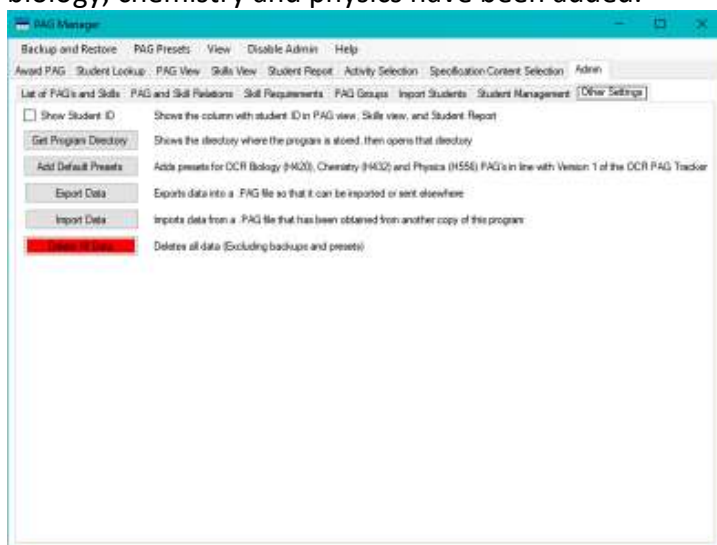 biology, chemistry and physics have been added.
PAG Manager
Backup and Restore PAG Presets View Disable Admin Help
Award PAG Student Lookup PAG View Skills View Student Report Activity Selection Specification Content Selection Admin
List of PAG's and Skills PAG and Skill Relations Skill Requirements PAG Groups Import Students Student Management Other Settings
Show Student ID Shows the column with student ID in PAG view, Skills view, and Student Report
Get Program Directory Shows the directory where the program is stored, then opens that directory
Add Default Presets Adds presets for OCR Biology (H420), Chemistry (H432) and Physics (H556) PAG's in line with Version 1 of the OCR PAG Tracker
Export Data Exports data into a .PAG file so that it can be imported or sent elsewhere
Import Data Imports data from a .PAG file that has been obtained from another copy of this program
Delete All Data Deletes all data (Excluding backups and presets)